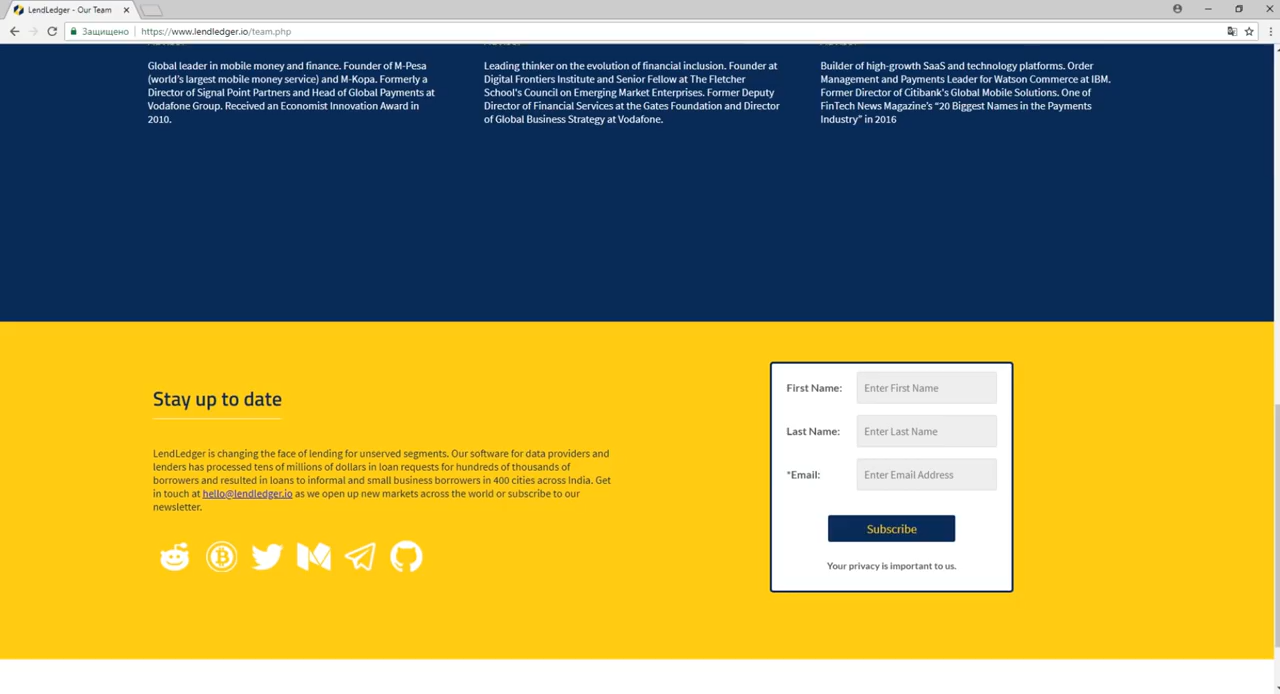 LendLedger - Our Team
Защищено
https://www.lendledger.io/team.php
Global leader in mobile money and finance. Founder of M-Pesa
(world's largest mobile money service) and M-Kopa. Formerly a
Director of Signal Point Partners and Head of Global Payments at
Vodafone Group. Received an Economist Innovation Award in
2010.
Leading thinker on the evolution of financial inclusion. Founder at
Digital Frontiers Institute and Senior Fellow at The Fletcher
School's Council on Emerging Market Enterprises. Former Deputy
Director of Financial Services at the Gates Foundation and Director
of Global Business Strategy at Vodafone.
Builder of high-growth SaaS and technology platforms. Order
Management and Payments Leader for Watson Commerce at IBM.
Former Director of Citibank's Global Mobile Solutions. One of
FinTech News Magazine's “20 Biggest Names in the Payments
Industry” in 2016
Stay up to date
LendLedger is changing the face of lending for unserved segments. Our software for data providers and
lenders has processed tens of millions of dollars in loan requests for hundreds of thousands of
borrowers and resulted in loans to informal and small business borrowers in 400 cities across India. Get
in touch at hello@lendledger.io as we open up new markets across the world or subscribe to our
newsletter.
First Name: Enter First Name
Last Name: Enter Last Name
*Email: Enter Email Address
Subscribe
Your privacy is important to us.